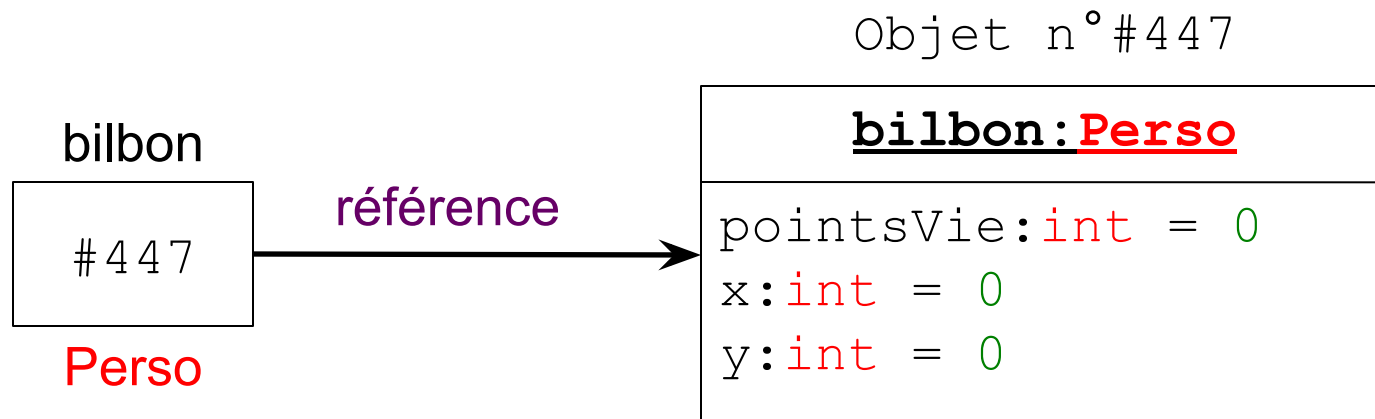 Objet n°#447
bilbon
#447
Perso
référence
bilbon:Perso
pointsVie:int = 0
x:int = 0
y:int = 0